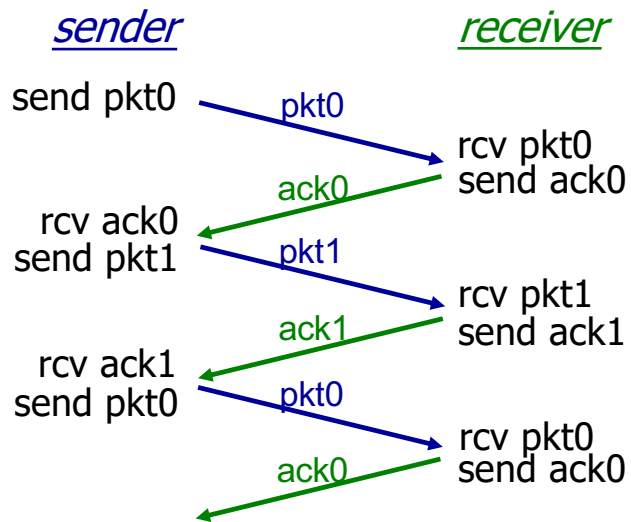 sender
receiver
send pkt0
pkt0
rcv pkt0
send ack0
ack0
rcv ack0
send pkt1
pkt1
rcv pkt1
send ack1
ack1
rcv ack1
send pkt0
pkt0
rcv pkt0
send ack0
ack0